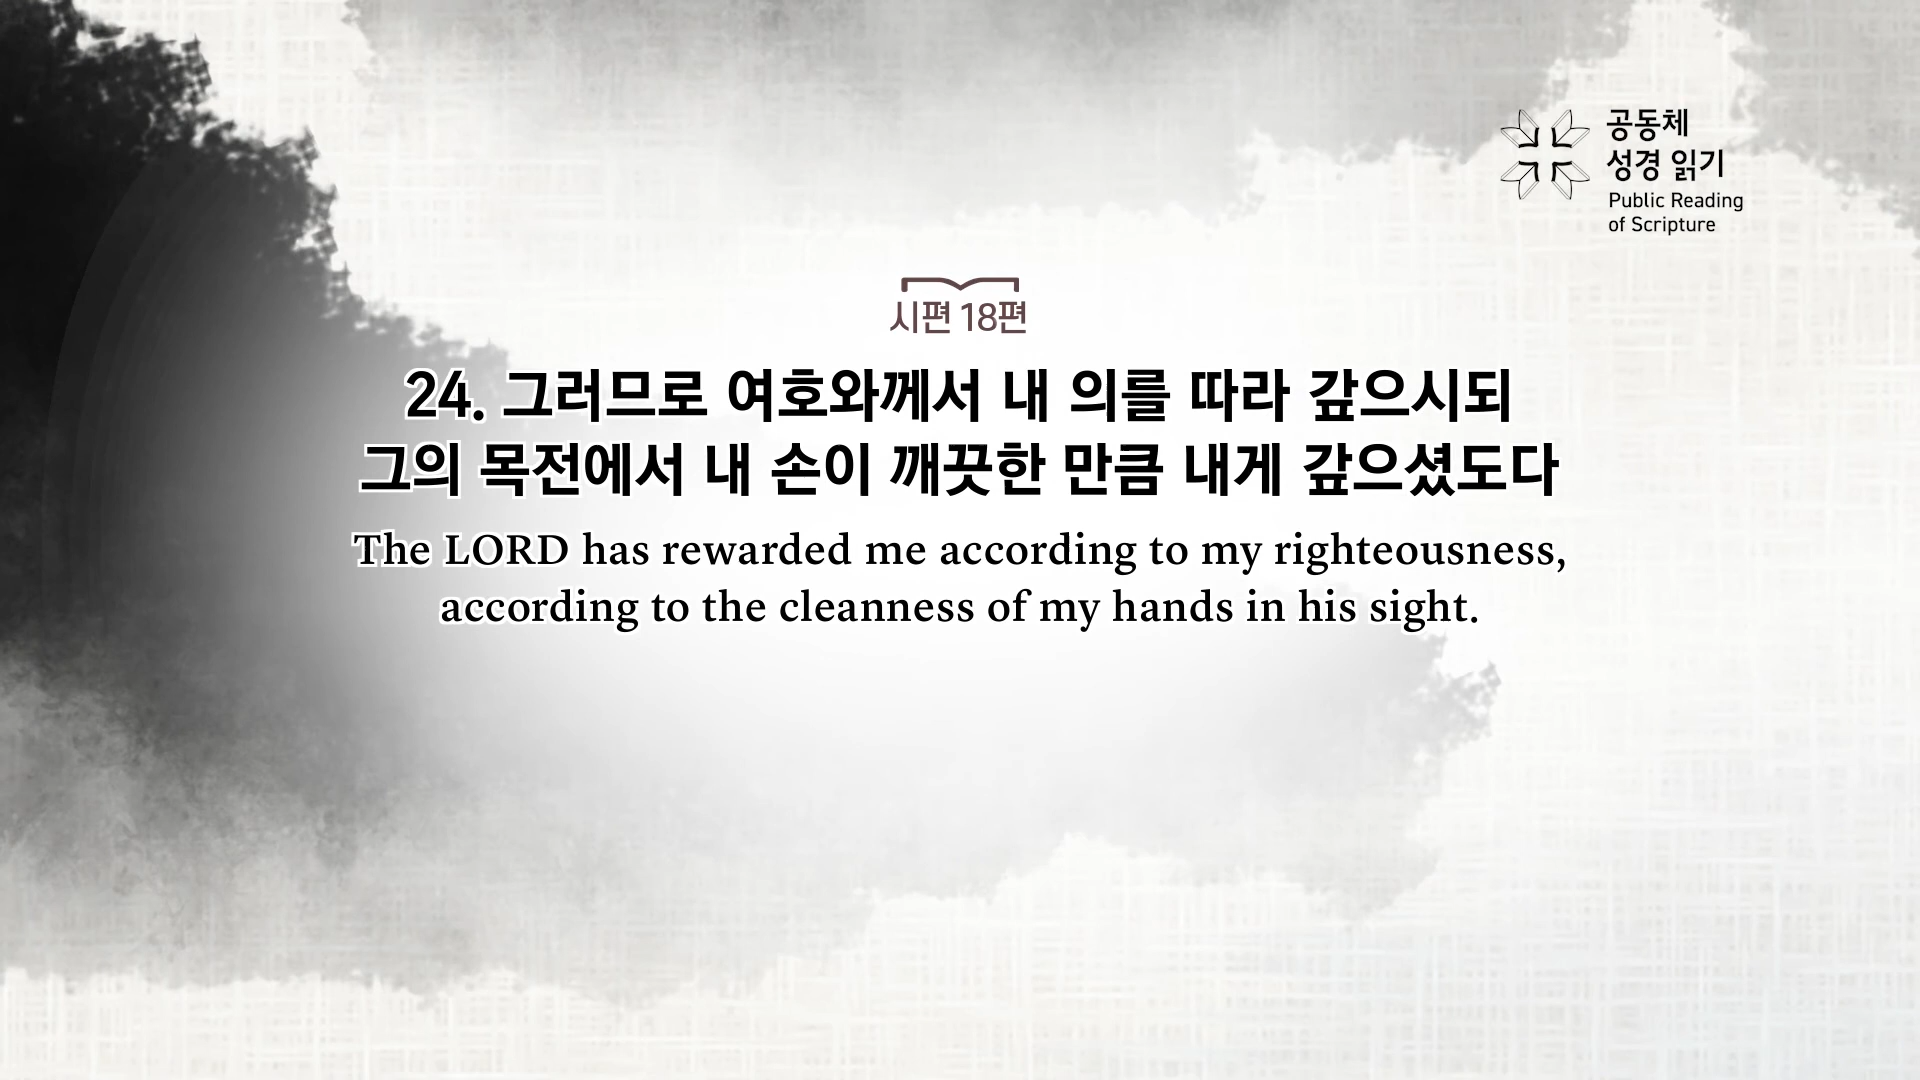 공동체
성경 읽기
Public Reading
of Scripture
시편 18편
24. 그러므로 여호와께서 내 의를 따라 갚으시되
그의 목전에서 내 손이 깨끗한 만큼 내게 갚으셨도다
The LORD has rewarded me according to my righteousness,
according to the cleanness of my hands in his sight.